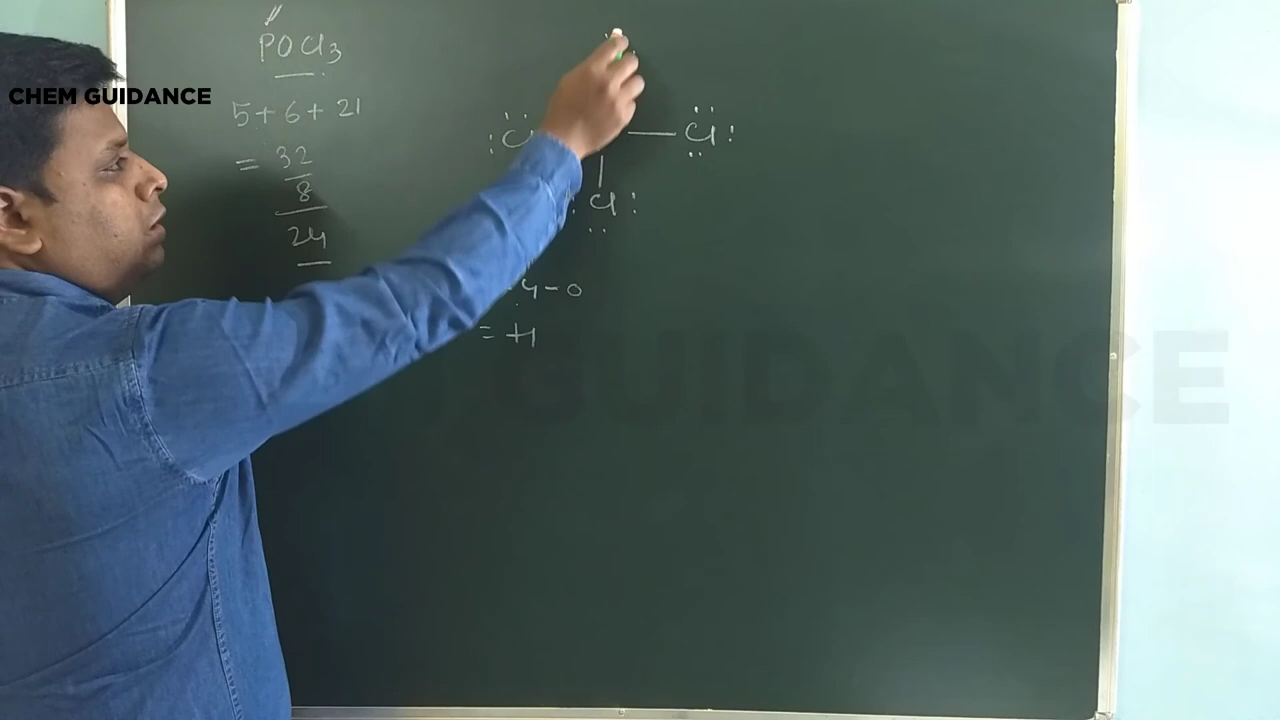 POCl3
CHEM GUIDANCE
5 + 6 + 21
= 32
8
24
:Cl
— Cl:
:Cl:
- 4 - 0
= +1
GUIDANCE